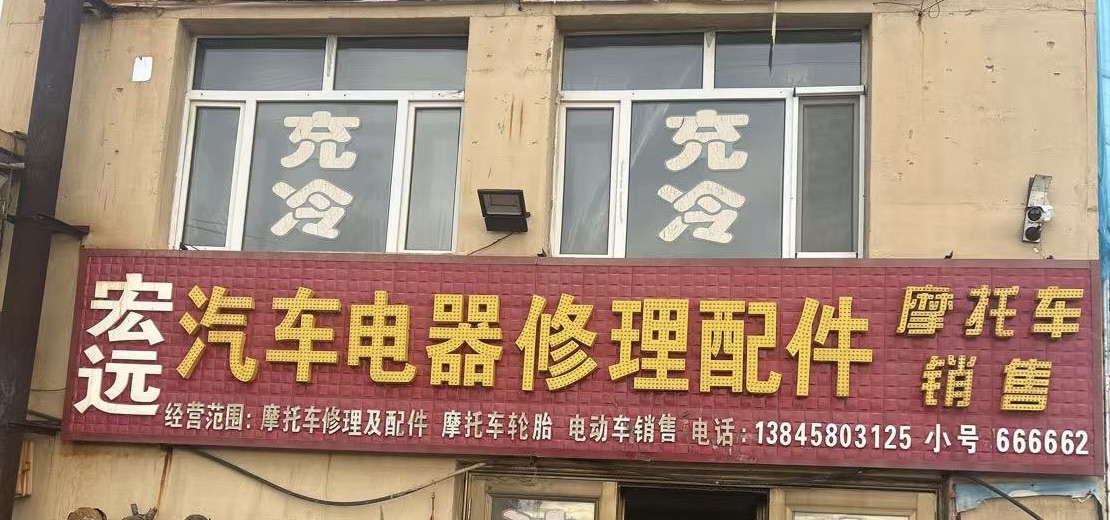 充冷
充冷
宏远
汽车电器修理配件
摩托车
销售
经营范围: 摩托车修理及配件 摩托车轮胎 电动车销售 电话: 13845803125 小号 666662